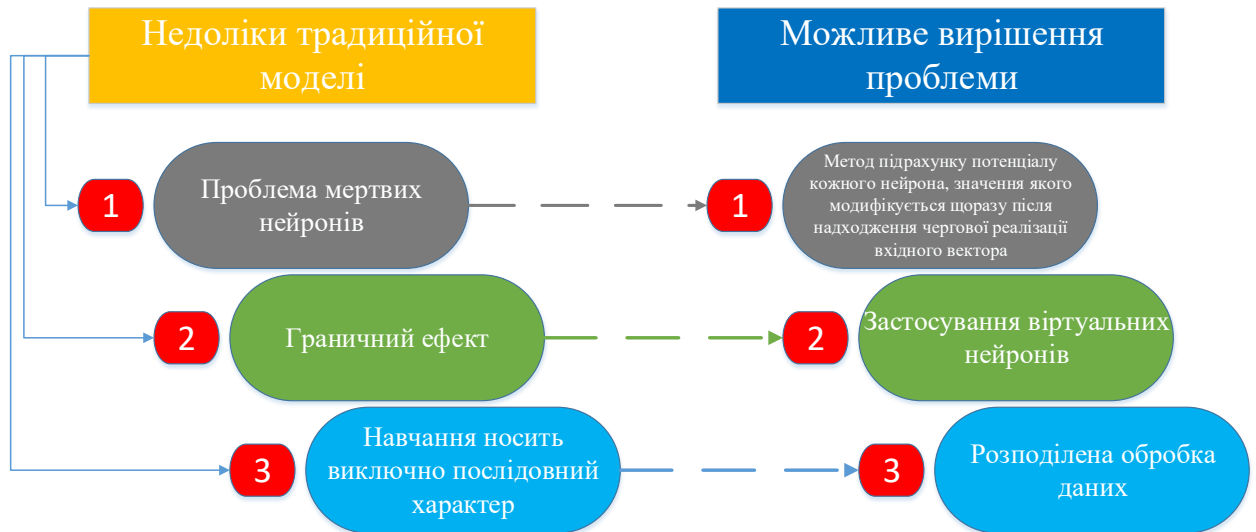 Недоліки традиційної
моделі
Можливе вирішення
проблеми
1
Проблема мертвих
нейронів
1
Метод підрахунку потенціалу
кожного нейрона, значення якого
модифікується щоразу після
надходження чергової реалізації
вхідного вектора
2
Граничний ефект
2
Застосування віртуальних
нейронів
3
Навчання носить
виключно послідовний
характер
3
Розподілена обробка
даних